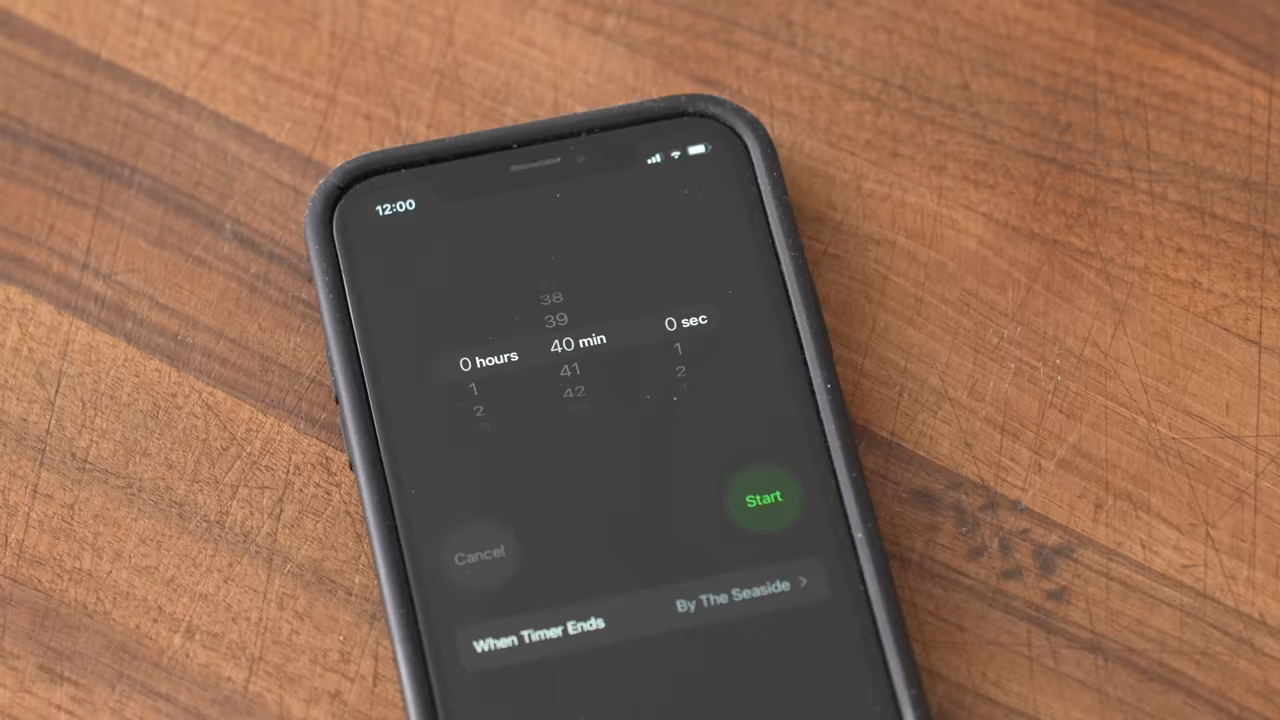 12:00
38
39
0 hours 40 min 0 sec
1 41 1
2 42 2
Start
Cancel
When Timer Ends By The Seaside >